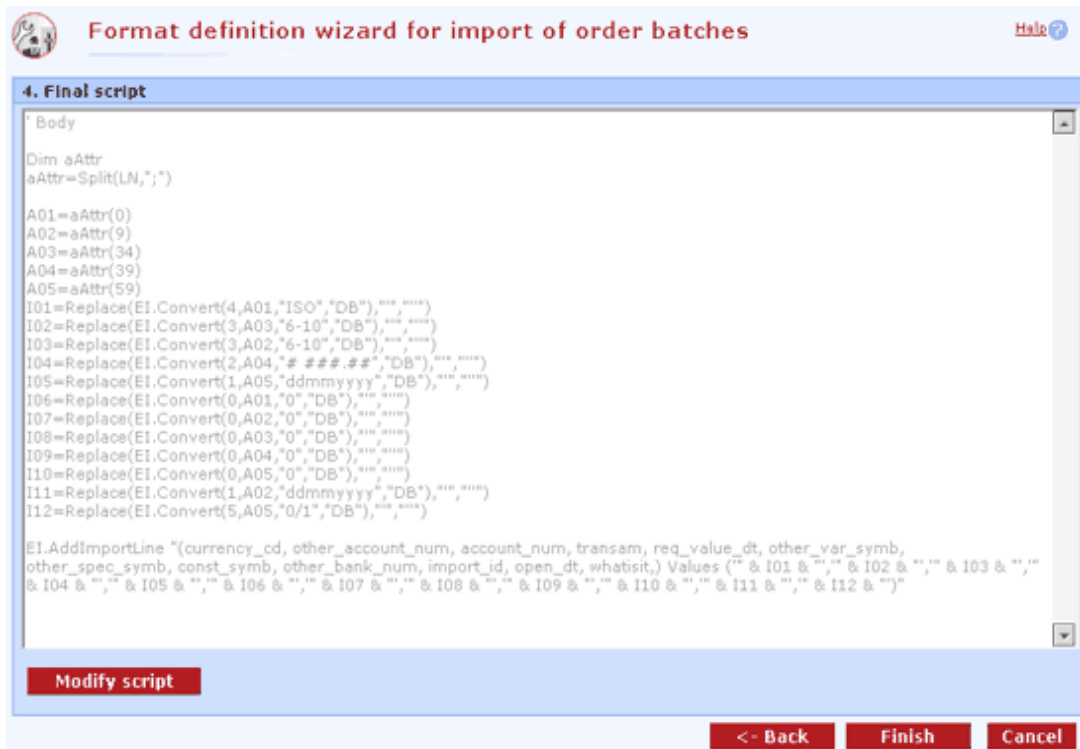 Format definition wizard for import of order batches
Help
4. Final script
' Body
Dim aAttr
aAttr=Split(LN,";")
A01=aAttr(0)
A02=aAttr(9)
A03=aAttr(34)
A04=aAttr(39)
A05=aAttr(59)
I01=Replace(EI.Convert(4,A01,"ISO","DB"),"'","''")
I02=Replace(EI.Convert(3,A03,"6-10","DB"),"'","''")
I03=Replace(EI.Convert(3,A02,"6-10","DB"),"'","''")
I04=Replace(EI.Convert(2,A04,"# ###.##","DB"),"'","''")
I05=Replace(EI.Convert(1,A05,"ddmmyyyy","DB"),"'","''")
I06=Replace(EI.Convert(0,A01,"0","DB"),"'","''")
I07=Replace(EI.Convert(0,A02,"0","DB"),"'","''")
I08=Replace(EI.Convert(0,A03,"0","DB"),"'","''")
I09=Replace(EI.Convert(0,A04,"0","DB"),"'","''")
I10=Replace(EI.Convert(0,A05,"0","DB"),"'","''")
I11=Replace(EI.Convert(1,A02,"ddmmyyyy","DB"),"'","''")
I12=Replace(EI.Convert(5,A05,"0/1","DB"),"'","''")
EI.AddImportLine "(currency_cd, other_account_num, account_num, transam, req_value_dt, other_var_symb,
other_spec_symb, const_symb, other_bank_num, import_id, open_dt, whatisit,) Values ('" & I01 & "','" & I02 & "','" & I03 & "','"
& I04 & "','" & I05 & "','" & I06 & "','" & I07 & "','" & I08 & "','" & I09 & "','" & I10 & "','" & I11 & "','" & I12 & "')"
Modify script
<- Back
Finish
Cancel